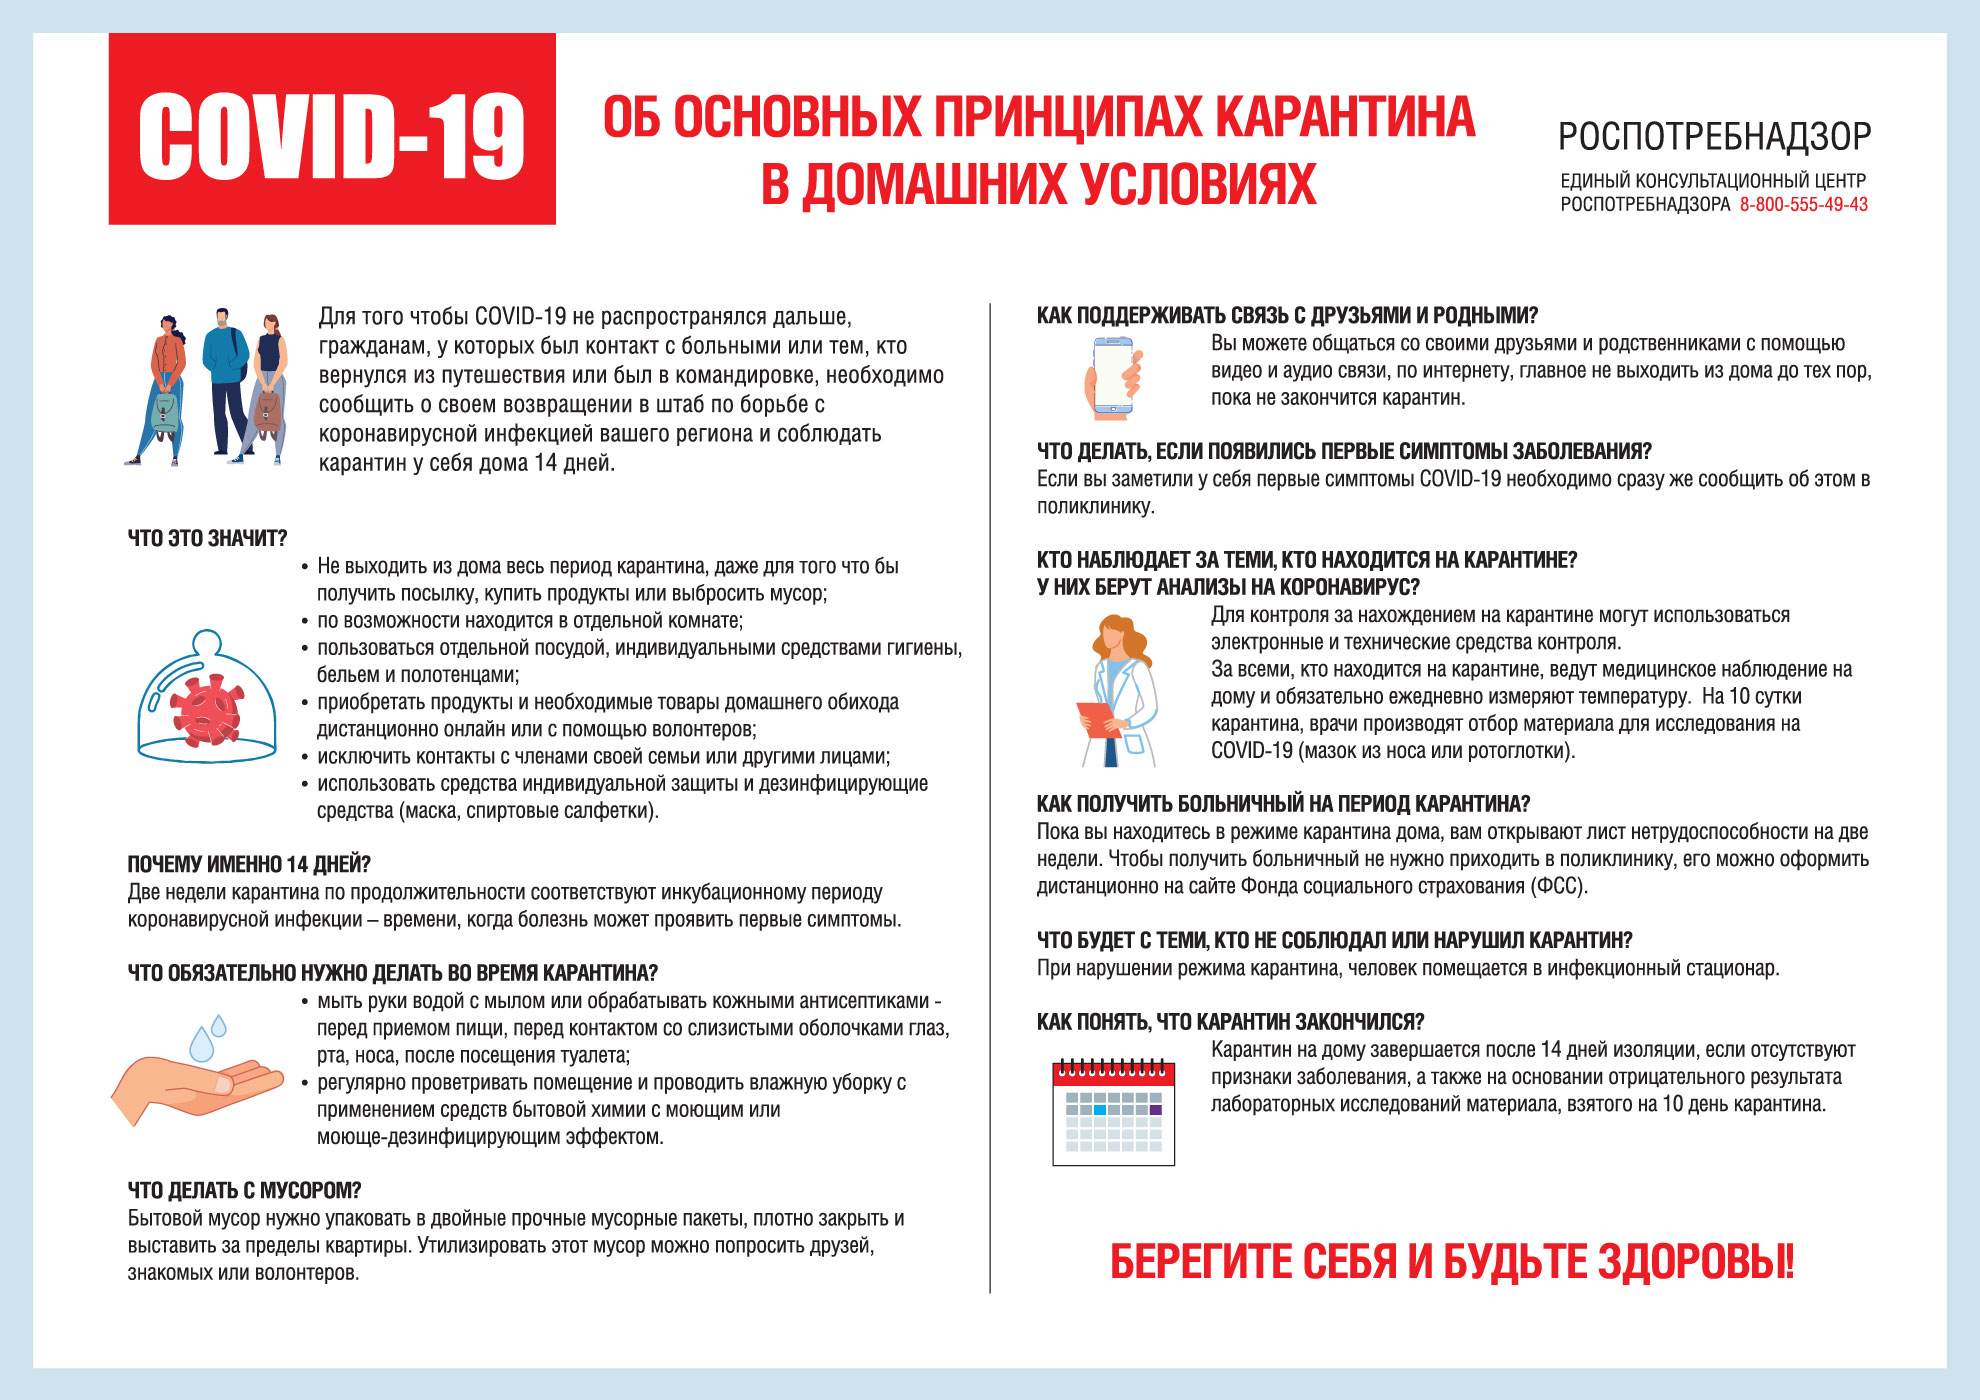 COVID-19
ОБ ОСНОВНЫХ ПРИНЦИПАХ КАРАНТИНА
В ДОМАШНИХ УСЛОВИЯХ
РОСПОТРЕБНАДЗОР
ЕДИНЫЙ КОНСУЛЬТАЦИОННЫЙ ЦЕНТР
РОСПОТРЕБНАДЗОРА 8-800-555-49-43
Для того чтобы COVID-19 не распространялся дальше,
гражданам, у которых был контакт с больными или тем, кто
вернулся из путешествия или был в командировке, необходимо
сообщить о своем возвращении в штаб по борьбе с
коронавирусной инфекцией вашего региона и соблюдать
карантин у себя дома 14 дней.
ЧТО ЭТО ЗНАЧИТ?
• Не выходить из дома весь период карантина, даже для того что бы
получить посылку, купить продукты или выбросить мусор;
• по возможности находится в отдельной комнате;
• пользоваться отдельной посудой, индивидуальными средствами гигиены,
бельем и полотенцами;
• приобретать продукты и необходимые товары домашнего обихода
дистанционно онлайн или с помощью волонтеров;
• исключить контакты с членами своей семьи или другими лицами;
• использовать средства индивидуальной защиты и дезинфицирующие
средства (маска, спиртовые салфетки).
ПОЧЕМУ ИМЕННО 14 ДНЕЙ?
Две недели карантина по продолжительности соответствуют инкубационному периоду
коронавирусной инфекции – времени, когда болезнь может проявить первые симптомы.
ЧТО ОБЯЗАТЕЛЬНО НУЖНО ДЕЛАТЬ ВО ВРЕМЯ КАРАНТИНА?
• мыть руки водой с мылом или обрабатывать кожными антисептиками -
перед приемом пищи, перед контактом со слизистыми оболочками глаз,
рта, носа, после посещения туалета;
• регулярно проветривать помещение и проводить влажную уборку с
применением средств бытовой химии с моющим или
моюще-дезинфицирующим эффектом.
ЧТО ДЕЛАТЬ С МУСОРОМ?
Бытовой мусор нужно упаковать в двойные прочные мусорные пакеты, плотно закрыть и
выставить за пределы квартиры. Утилизировать этот мусор можно попросить друзей,
знакомых или волонтеров.
КАК ПОДДЕРЖИВАТЬ СВЯЗЬ С ДРУЗЬЯМИ И РОДНЫМИ?
Вы можете общаться со своими друзьями и родственниками с помощью
видео и аудио связи, по интернету, главное не выходить из дома до тех пор,
пока не закончится карантин.
ЧТО ДЕЛАТЬ, ЕСЛИ ПОЯВИЛИСЬ ПЕРВЫЕ СИМПТОМЫ ЗАБОЛЕВАНИЯ?
Если вы заметили у себя первые симптомы COVID-19 необходимо сразу же сообщить об этом в
поликлинику.
КТО НАБЛЮДАЕТ ЗА ТЕМИ, КТО НАХОДИТСЯ НА КАРАНТИНЕ?
У НИХ БЕРУТ АНАЛИЗЫ НА КОРОНАВИРУС?
Для контроля за нахождением на карантине могут использоваться
электронные и технические средства контроля.
За всеми, кто находится на карантине, ведут медицинское наблюдение на
дому и обязательно ежедневно измеряют температуру. На 10 сутки
карантина, врачи производят отбор материала для исследования на
COVID-19 (мазок из носа или ротоглотки).
КАК ПОЛУЧИТЬ БОЛЬНИЧНЫЙ НА ПЕРИОД КАРАНТИНА?
Пока вы находитесь в режиме карантина дома, вам открывают лист нетрудоспособности на две
недели. Чтобы получить больничный не нужно приходить в поликлинику, его можно оформить
дистанционно на сайте Фонда социального страхования (ФСС).
ЧТО БУДЕТ С ТЕМИ, КТО НЕ СОБЛЮДАЛ ИЛИ НАРУШИЛ КАРАНТИН?
При нарушении режима карантина, человек помещается в инфекционный стационар.
КАК ПОНЯТЬ, ЧТО КАРАНТИН ЗАКОНЧИЛСЯ?
Карантин на дому завершается после 14 дней изоляции, если отсутствуют
признаки заболевания, а также на основании отрицательного результата
лабораторных исследований материала, взятого на 10 день карантина.
БЕРЕГИТЕ СЕБЯ И БУДЬТЕ ЗДОРОВЫ!